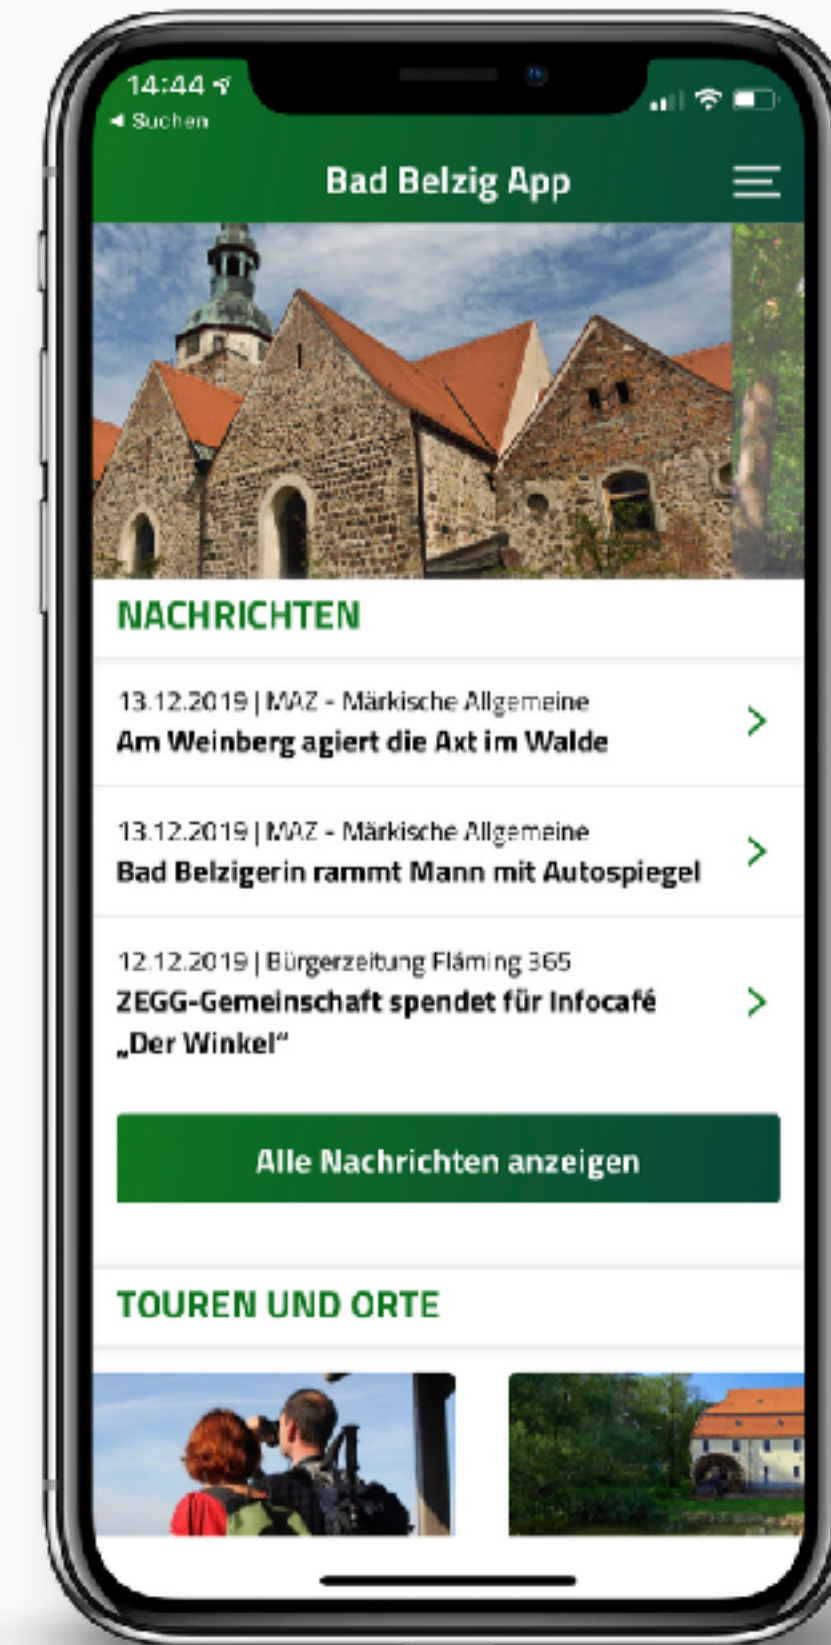 14:44
Suchen
Bad Belzig App
NACHRICHTEN
13.12.2019 | MAZ - Märkische Allgemeine
Am Weinberg agiert die Axt im Walde
13.12.2019 | MAZ - Märkische Allgemeine
Bad Belzigerin rammt Mann mit Autospiegel
12.12.2019 | Bürgerzeitung Fläming 365
ZEGG-Gemeinschaft spendet für Infocafé
„Der Winkel“
Alle Nachrichten anzeigen
TOUREN UND ORTE